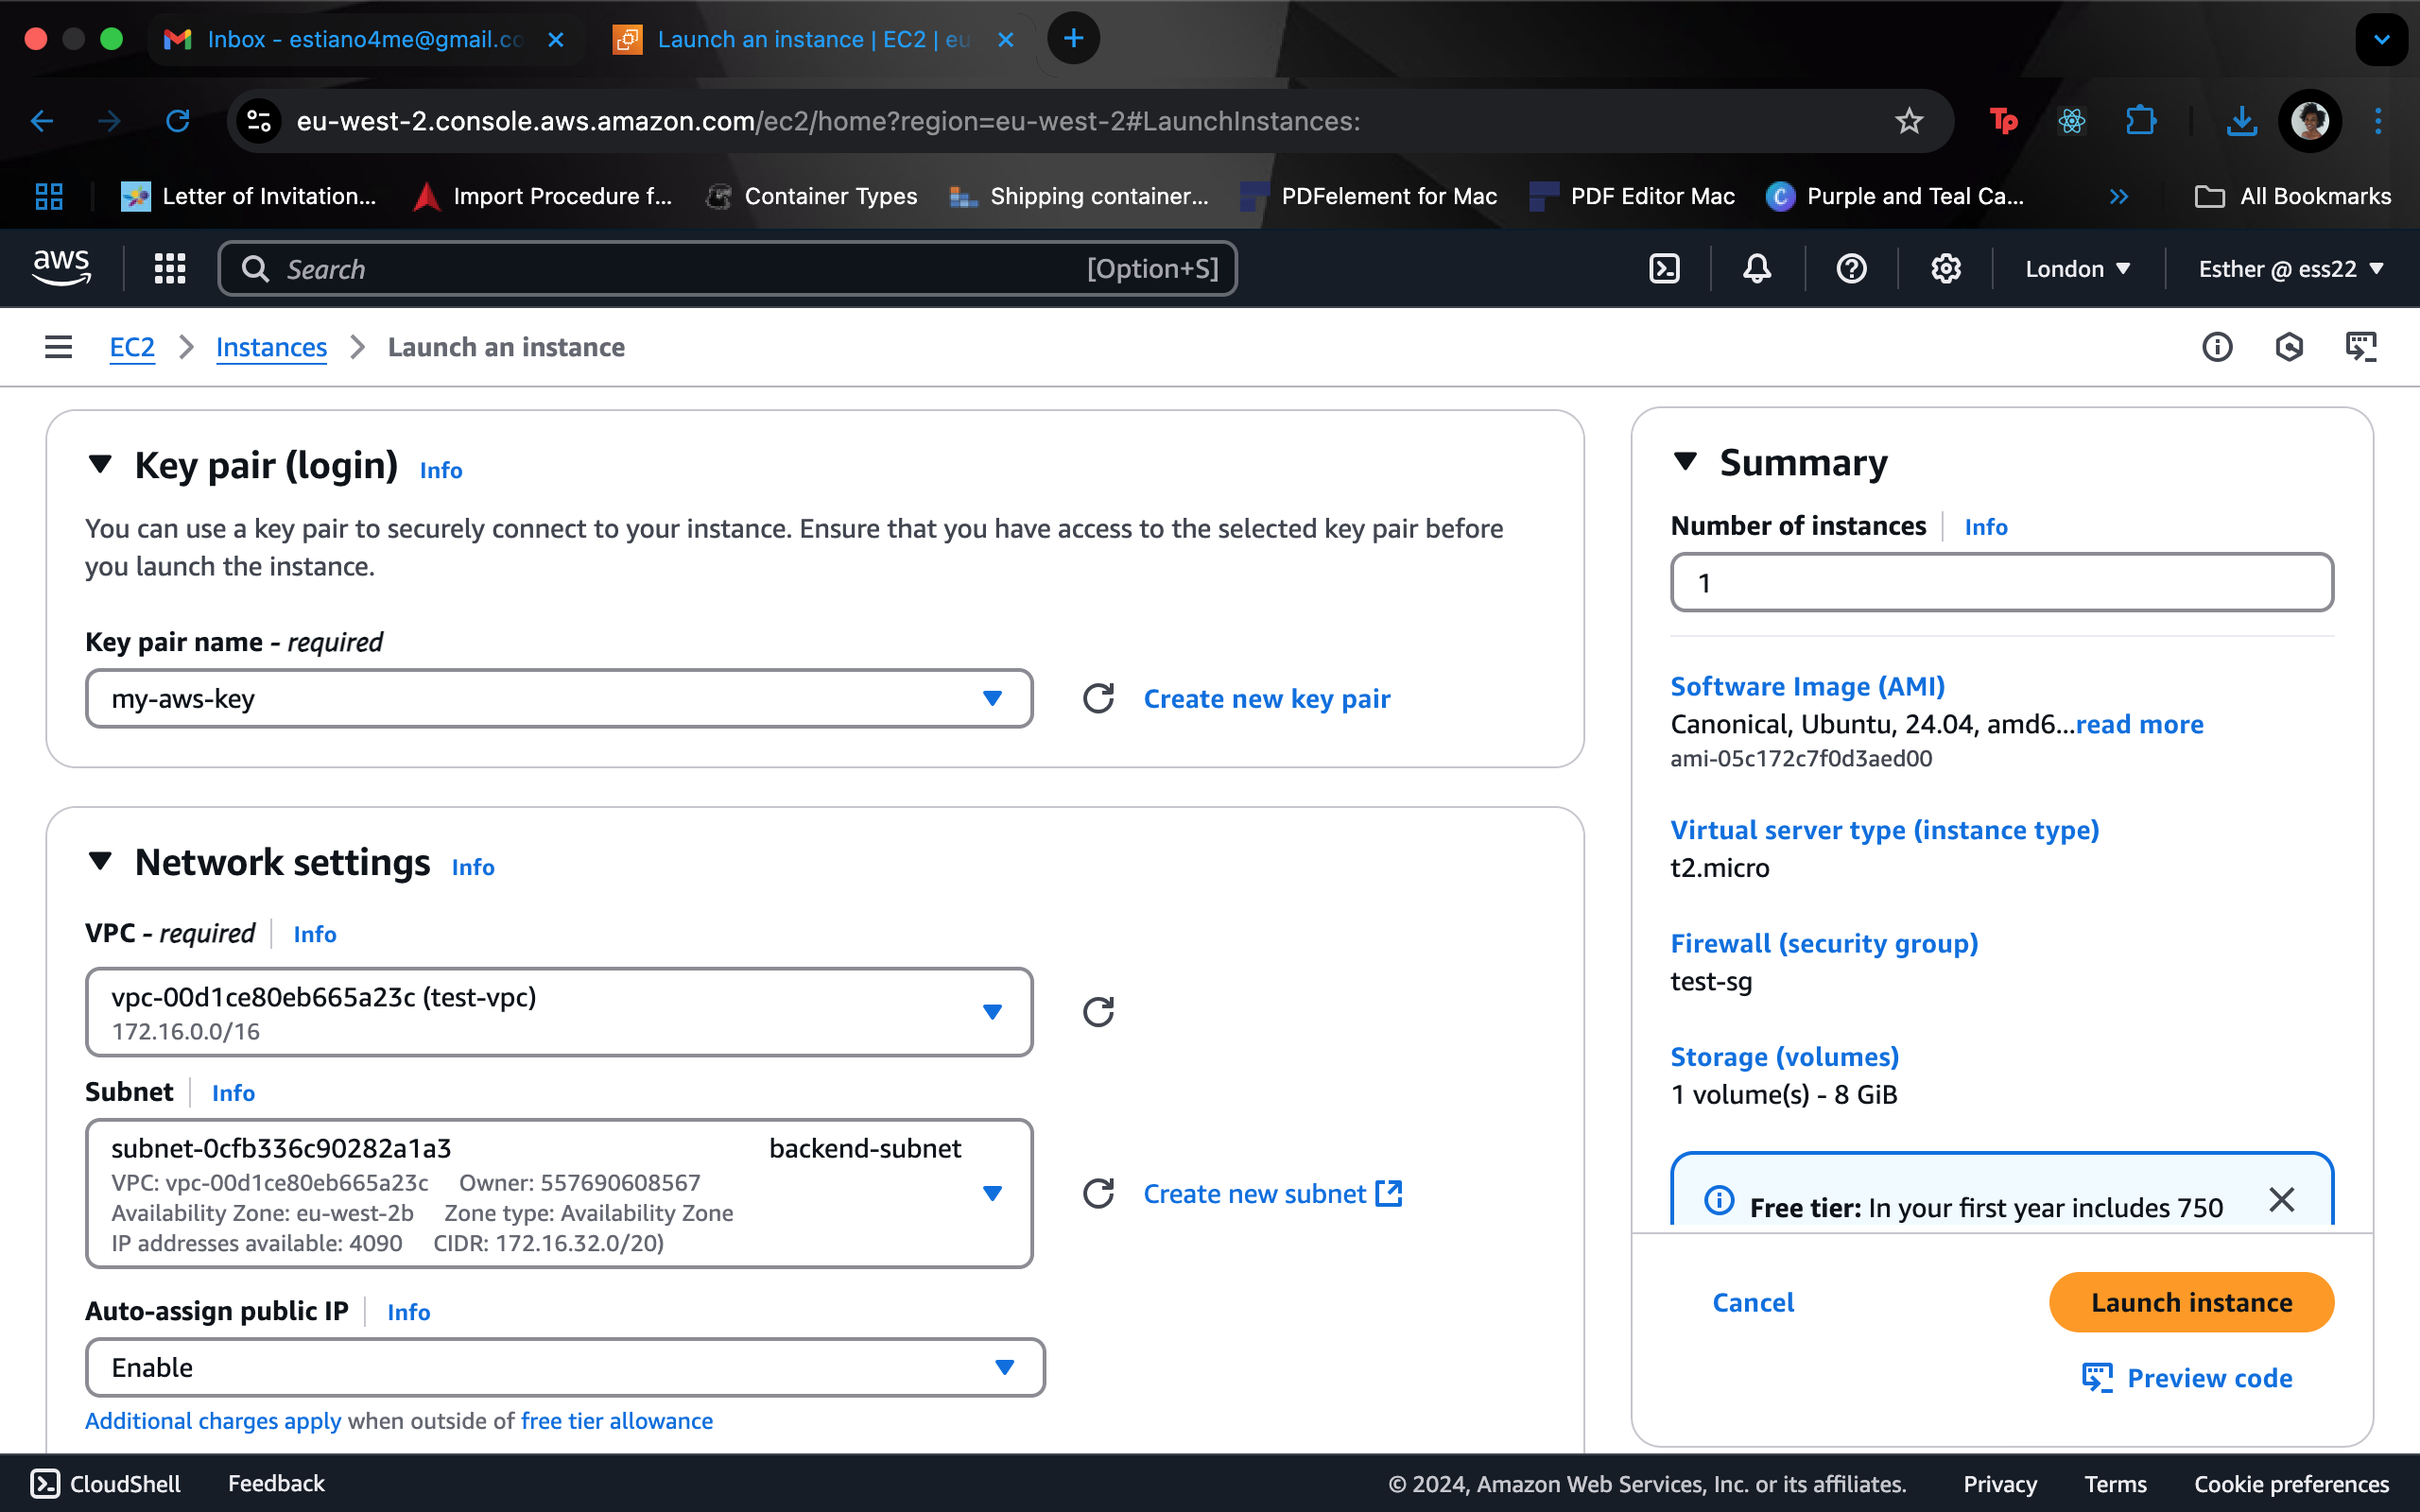 Inbox - estiano4me@gmail.co
Launch an instance | EC2 | eu
eu-west-2.console.aws.amazon.com/ec2/home?region=eu-west-2#LaunchInstances:
Tp
Letter of Invitation...
Import Procedure f...
Container Types
Shipping container...
PDFelement for Mac
PDF Editor Mac
Purple and Teal Ca...
All Bookmarks
aws
Search
[Option+S]
London
Esther @ ess22
EC2
Instances
Launch an instance
Key pair (login) Info
You can use a key pair to securely connect to your instance. Ensure that you have access to the selected key pair before
you launch the instance.
Key pair name - required
my-aws-key
Create new key pair
Network settings Info
VPC - required Info
vpc-00d1ce80eb665a23c (test-vpc)
172.16.0.0/16
Subnet Info
subnet-0cfb336c90282a1a3 backend-subnet
VPC: vpc-00d1ce80eb665a23c Owner: 557690608567
Availability Zone: eu-west-2b Zone type: Availability Zone
IP addresses available: 4090 CIDR: 172.16.32.0/20)
Create new subnet
Auto-assign public IP Info
Enable
Additional charges apply when outside of free tier allowance
Summary
Number of instances Info
1
Software Image (AMI)
Canonical, Ubuntu, 24.04, amd6...read more
ami-05c172c7f0d3aed00
Virtual server type (instance type)
t2.micro
Firewall (security group)
test-sg
Storage (volumes)
1 volume(s) - 8 GiB
Free tier: In your first year includes 750
Cancel
Launch instance
Preview code
CloudShell
Feedback
© 2024, Amazon Web Services, Inc. or its affiliates.
Privacy
Terms
Cookie preferences